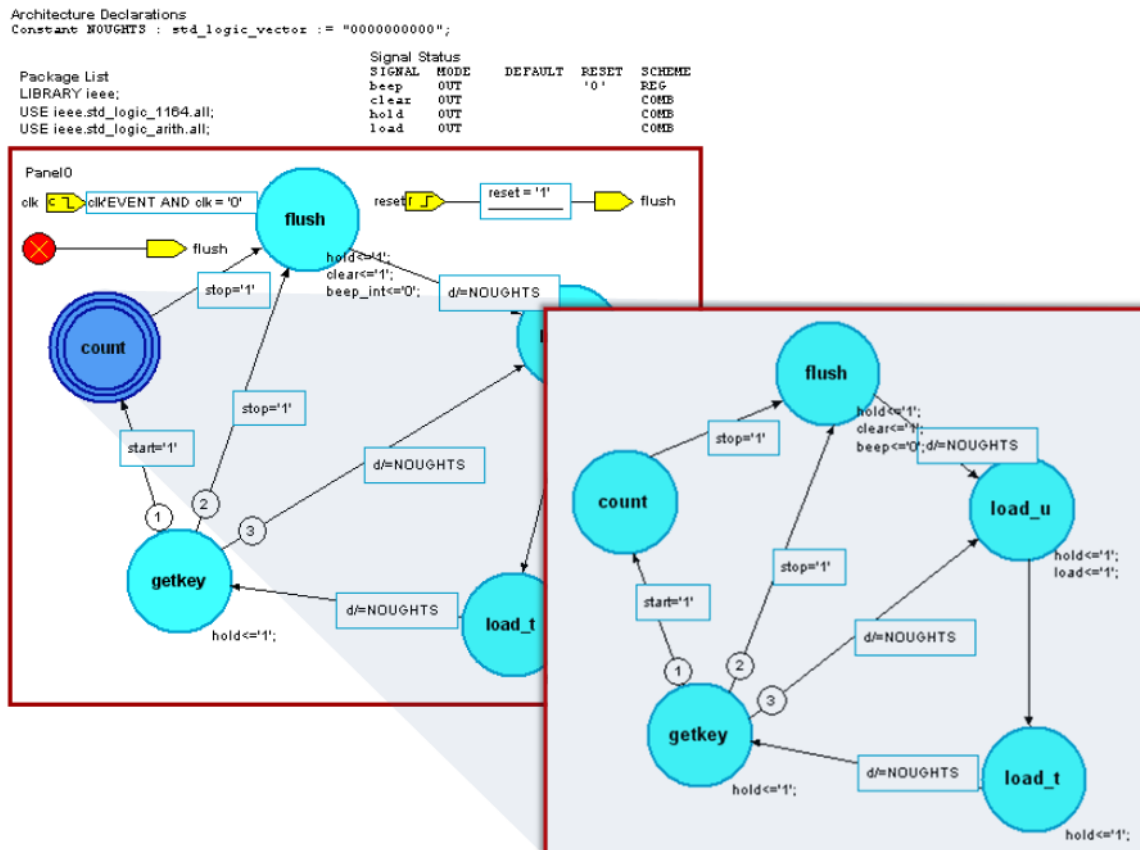 Architecture Declarations
Constant NOUGHTS : std_logic_vector := "0000000000";
Package List
LIBRARY ieee;
USE ieee.std_logic_1164.all;
USE ieee.std_logic_arith.all;
Signal Status
SIGNAL MODE DEFAULT RESET SCHEME
beep OUT '0' REG
clear OUT COMB
hold OUT COMB
load OUT COMB
Panel0
clk C clk'EVENT AND clk = '0'
reset r reset = '1' flush
flush
flush
hold<='1';
clear<='1';
beep_int<='0';
stop='1'
d/=NOUGHTS
count
stop='1'
start='1'
d/=NOUGHTS
1
2
3
getkey
hold<='1';
d/=NOUGHTS
load_t
flush
hold<='1';
clear<='1';
beep<='0';
d/=NOUGHTS
stop='1'
count
load_u
hold<='1';
load<='1';
stop='1'
start='1'
d/=NOUGHTS
1
2
3
getkey
hold<='1';
d/=NOUGHTS
load_t
hold<='1';